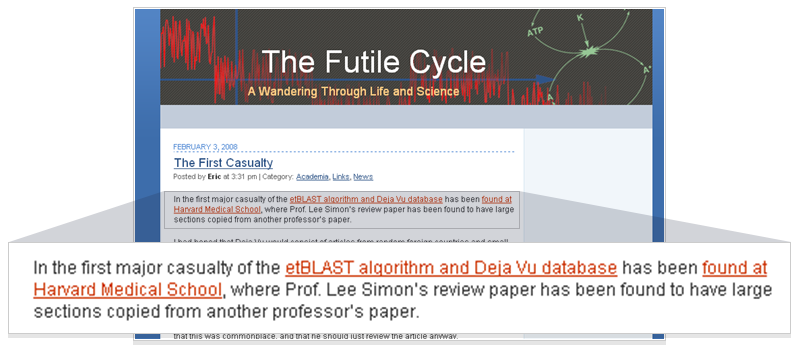 ATP
K
A
A
The Futile Cycle
A Wandering Through Life and Science
FEBRUARY 3, 2008
The First Casualty
Posted by Eric at 3:31 pm | Category: Academia, Links, News
In the first major casualty of the etBLAST algorithm and Deja Vu database has been found at
Harvard Medical School, where Prof. Lee Simon's review paper has been found to have large
sections copied from another professor's paper.
I had hoped that Deja Vu would consist of articles from random foreign countries and small
In the first major casualty of the etBLAST algorithm and Deja Vu database has been found at
Harvard Medical School, where Prof. Lee Simon's review paper has been found to have large
sections copied from another professor's paper.
that this was commonplace, and that he should just review the article anyway.